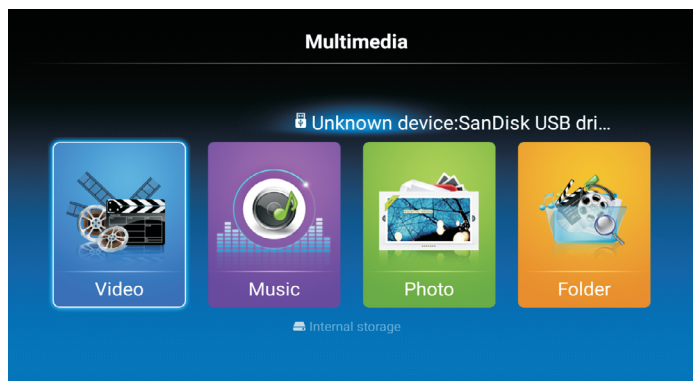 Multimedia
Unknown device:SanDisk USB dri...
Video
Music
Photo
Folder
Internal storage